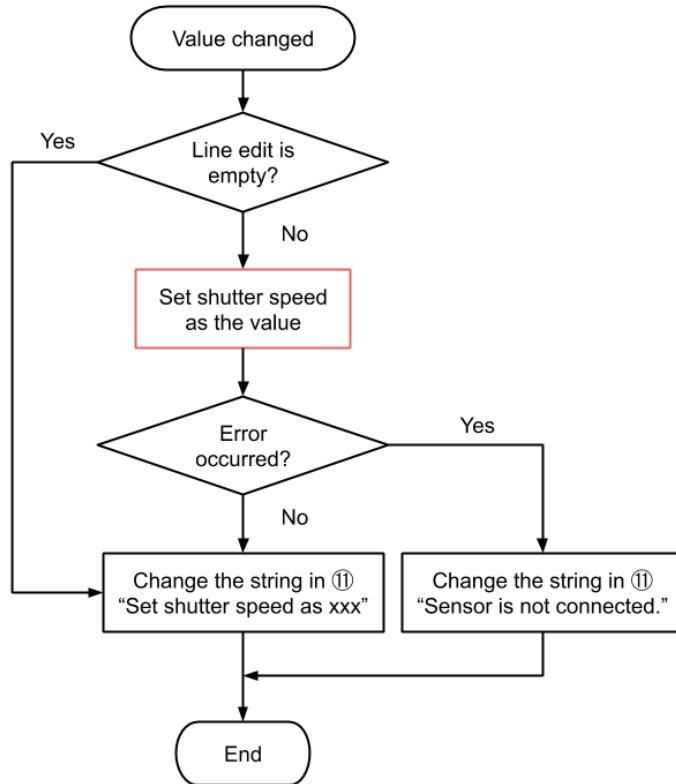 Value changed
Yes
Line edit is
empty?
No
Set shutter speed
as the value
Error
occurred?
Yes
No
Change the string in ⑪
“Set shutter speed as xxx”
Change the string in ⑪
“Sensor is not connected.”
End